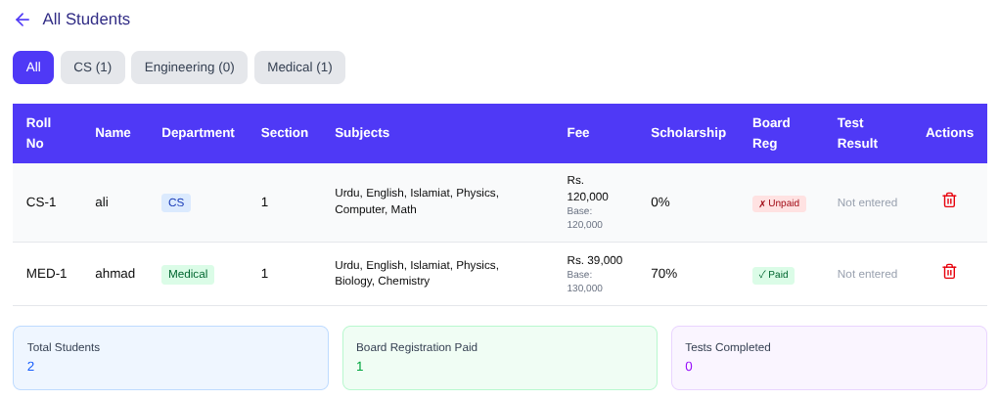 All Students
All CS (1) Engineering (0) Medical (1)
Roll No Name Department Section Subjects Fee Scholarship Board Reg Test Result Actions
CS-1 ali CS 1 Urdu, English, Islamiat, Physics, Computer, Math Rs. 120,000 Base: 120,000 0% ✗ Unpaid Not entered
MED-1 ahmad Medical 1 Urdu, English, Islamiat, Physics, Biology, Chemistry Rs. 39,000 Base: 130,000 70% ✓ Paid Not entered
Total Students Board Registration Paid Tests Completed
2 1 0